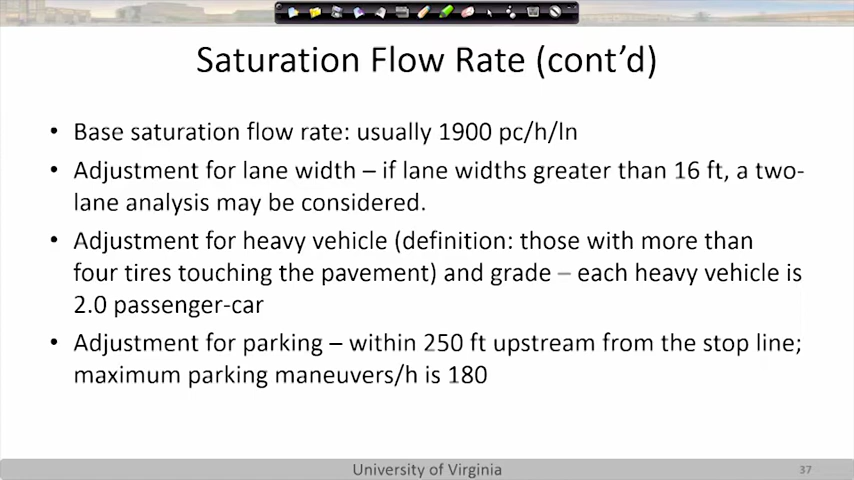 Saturation Flow Rate (cont’d)
• Base saturation flow rate: usually 1900 pc/h/ln
• Adjustment for lane width – if lane widths greater than 16 ft, a two-
lane analysis may be considered.
• Adjustment for heavy vehicle (definition: those with more than
four tires touching the pavement) and grade – each heavy vehicle is
2.0 passenger-car
• Adjustment for parking – within 250 ft upstream from the stop line;
maximum parking maneuvers/h is 180
University of Virginia
37